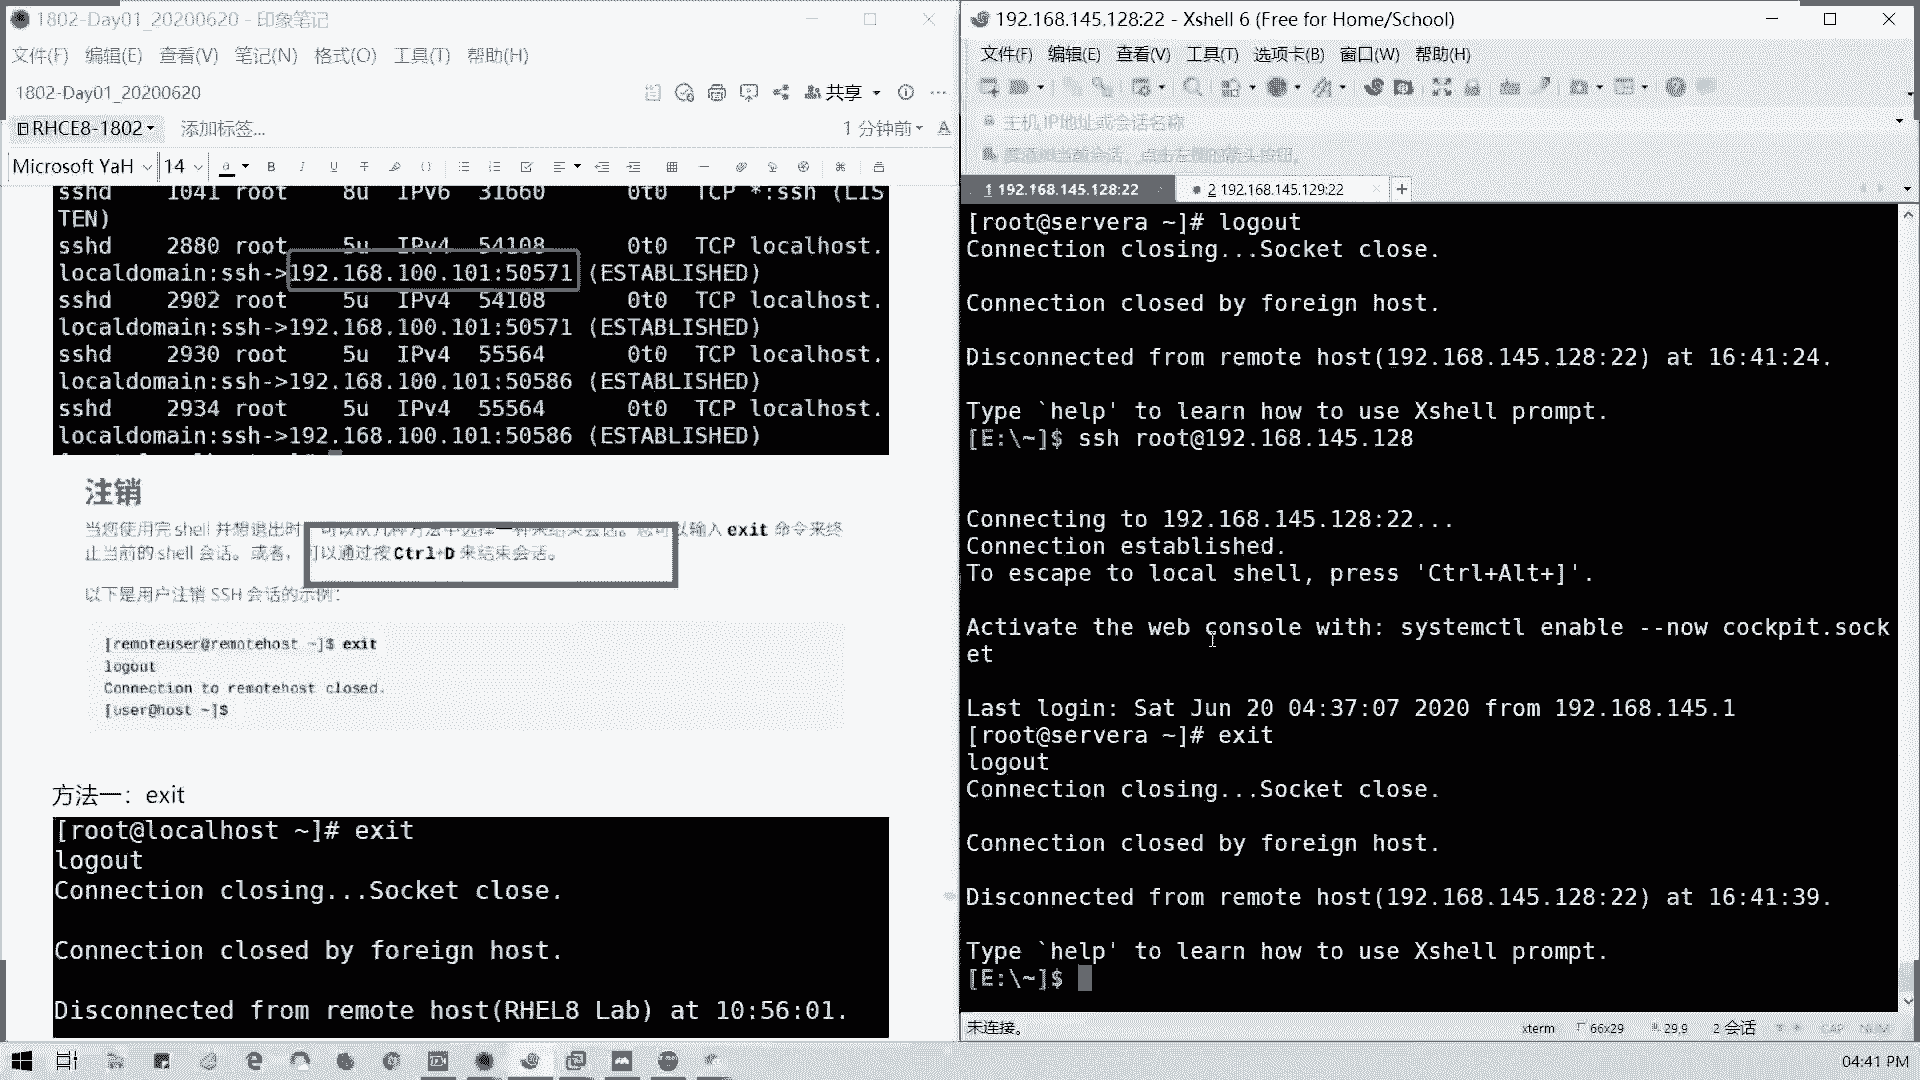 1802-Day01_20200620 - 印象笔记
文件(F) 编辑(E) 查看(V) 笔记(N) 格式(O) 工具(T) 帮助(H)
1802-Day01_20200620
共享
RHCE8-1802
添加标签...
1 分钟前
Microsoft YaH 14
sshd 1041 root 8u IPv6 31660 0t0 TCP *:ssh (LIS
TEN)
sshd 2880 root 5u IPv4 54108 0t0 TCP localhost.
localdomain:ssh->192.168.100.101:50571 (ESTABLISHED)
sshd 2902 root 5u IPv4 54108 0t0 TCP localhost.
localdomain:ssh->192.168.100.101:50571 (ESTABLISHED)
sshd 2930 root 5u IPv4 55564 0t0 TCP localhost.
localdomain:ssh->192.168.100.101:50586 (ESTABLISHED)
sshd 2934 root 5u IPv4 55564 0t0 TCP localhost.
localdomain:ssh->192.168.100.101:50586 (ESTABLISHED)
注销
当您使用完 shell 并想退出时，可以从几种方法中选择一种来结束会话。您可以输入 exit 命令来终
止当前的 shell 会话。或者，可以通过按 Ctrl+D 来结束会话。
以下是用户注销 SSH 会话的示例：
[remoteuser@remotehost ~]$ exit
logout
Connection to remotehost closed.
[user@host ~]$
方法一：exit
[root@localhost ~]# exit
logout
Connection closing...Socket close.
Connection closed by foreign host.
Disconnected from remote host(RHEL8 Lab) at 10:56:01.
192.168.145.128:22 - Xshell 6 (Free for Home/School)
文件(F) 编辑(E) 查看(V) 工具(T) 选项卡(B) 窗口(W) 帮助(H)
主机,IP地址或会话名称
要添加当前会话，点击左侧的箭头按钮。
1 192.168.145.128:22
2 192.168.145.129:22
[root@servera ~]# logout
Connection closing...Socket close.
Connection closed by foreign host.
Disconnected from remote host(192.168.145.128:22) at 16:41:24.
Type `help' to learn how to use Xshell prompt.
[E:\~]$ ssh root@192.168.145.128
Connecting to 192.168.145.128:22...
Connection established.
To escape to local shell, press 'Ctrl+Alt+]'.
Activate the web console with: systemctl enable --now cockpit.sock
et
Last login: Sat Jun 20 04:37:07 2020 from 192.168.145.1
[root@servera ~]# exit
logout
Connection closing...Socket close.
Connection closed by foreign host.
Disconnected from remote host(192.168.145.128:22) at 16:41:39.
Type `help' to learn how to use Xshell prompt.
[E:\~]$
未连接。
xterm 66x29 29,9 2 会话 CAP NUM
04:41 PM